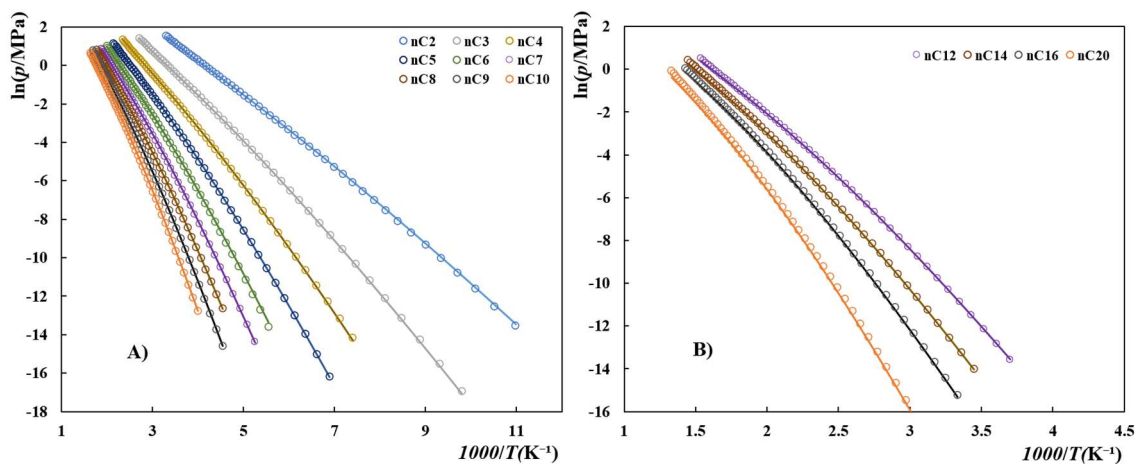 2
0
-2
-4
-6
-8
-10
-12
-14
-16
-18
ln(p/MPa)
nC2 nC3 nC4
nC5 nC6 nC7
nC8 nC9 nC10
A)
1 3 5 7 9 11
1000/T(K⁻¹)
2
0
-2
-4
-6
-8
-10
-12
-14
-16
ln(p/MPa)
nC12 nC14 nC16 nC20
B)
1 1.5 2 2.5 3 3.5 4 4.5
1000/T(K⁻¹)